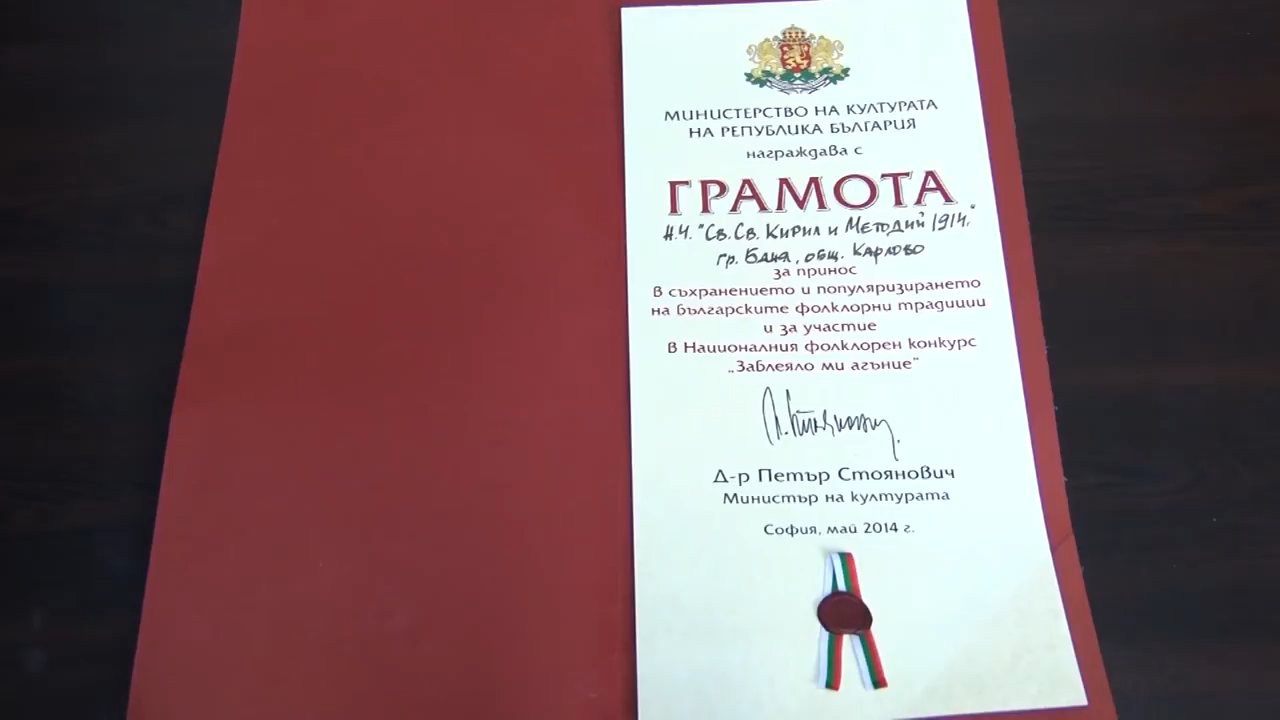 МИНИСТЕРСТВО НА КУЛТУРАТА
НА РЕПУБЛИКА БЪЛГАРИЯ
награждава с
ГРАМОТА
Н.Ч. "Св. Св. Кирил и Методий 1914."
гр. Баня, общ. Карлово
за принос
в съхранението и популяризирането
на българските фолклорни традиции
и за участие
в Националния фолклорен конкурс
„Заблеяло ми агънце”
П. Стоянович
Д-р Петър Стоянович
Министър на културата
София, май 2014 г.